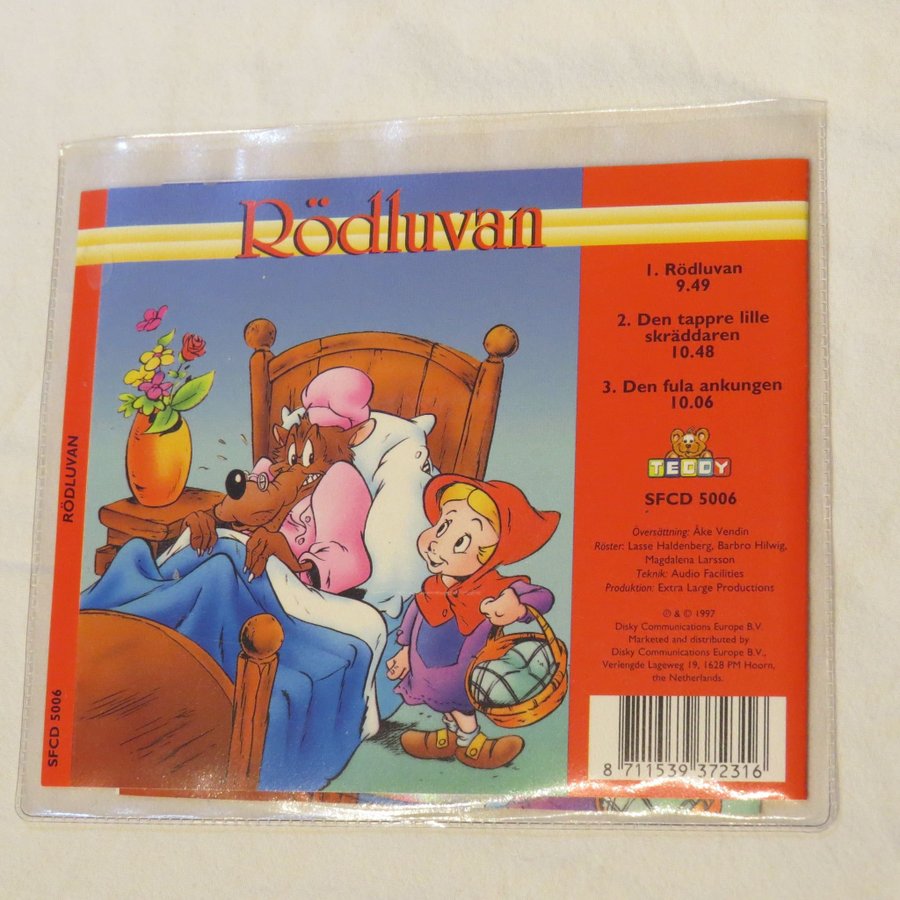 Rödluvan
1. Rödluvan
9.49
2. Den tappre lille
skräddaren
10.48
3. Den fula ankungen
10.06
TEDDY
SFCD 5006
Översättning: Åke Vendin
Röster: Lasse Haldenberg, Barbro Hilwig,
Magdalena Larsson
Teknik: Audio Facilities
Produktion: Extra Large Productions
℗ & © 1997
Disky Communications Europe B.V.
Marketed and distributed by
Disky Communications Europe B.V.,
Verlengde Lageweg 19, 1628 PM Hoorn,
the Netherlands.
8 711539 372316
RÖDLUVAN
SFCD 5006